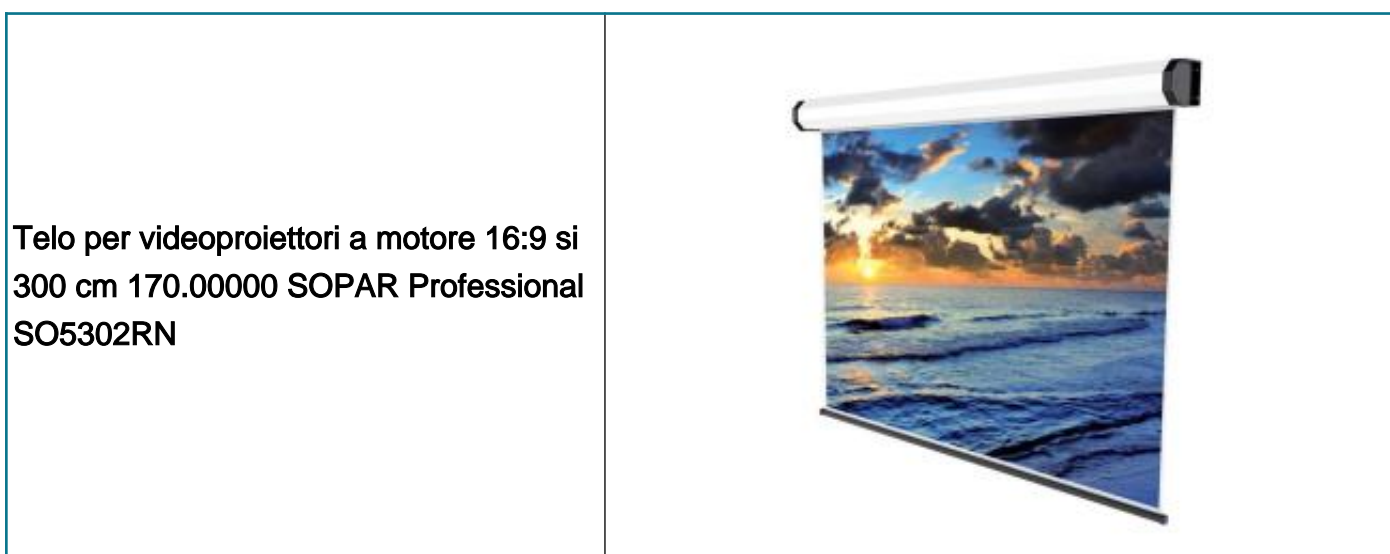 Telo per videoproiettori a motore 16:9 si
300 cm 170.00000 SOPAR Professional
SO5302RN